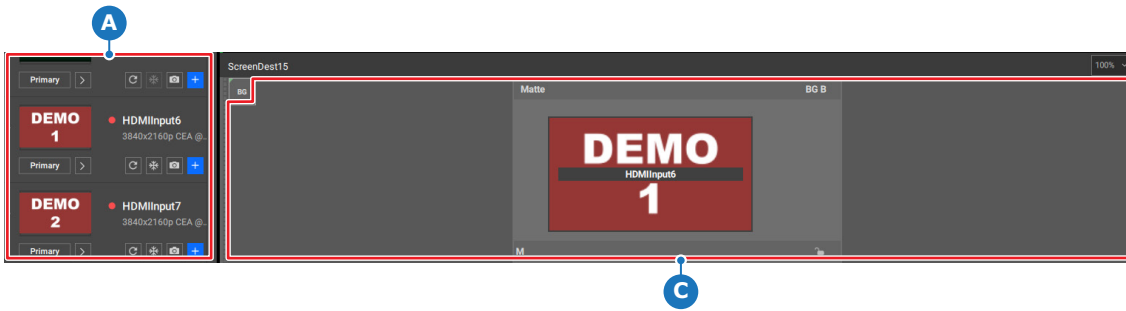 A
Primary
DEMO
1
HDMIInput6
3840x2160p CEA @..
Primary
DEMO
2
HDMIInput7
3840x2160p CEA @..
Primary
ScreenDest15
100%
BG
Matte
BG B
DEMO
HDMIInput6
1
M
C